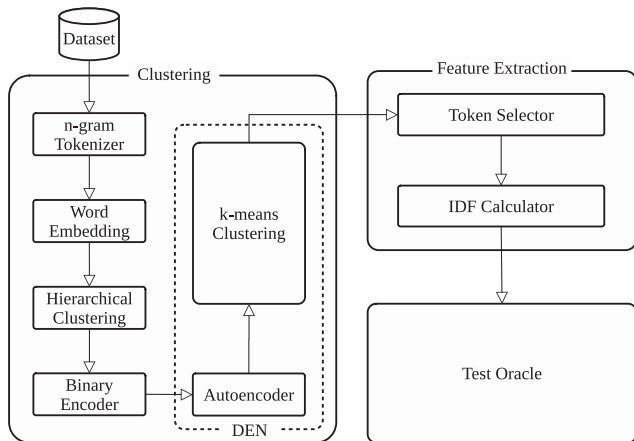 Dataset
Clustering
n-gram
Tokenizer
Word
Embedding
Hierarchical
Clustering
Binary
Encoder
k-means
Clustering
Autoencoder
DEN
Feature Extraction
Token Selector
IDF Calculator
Test Oracle